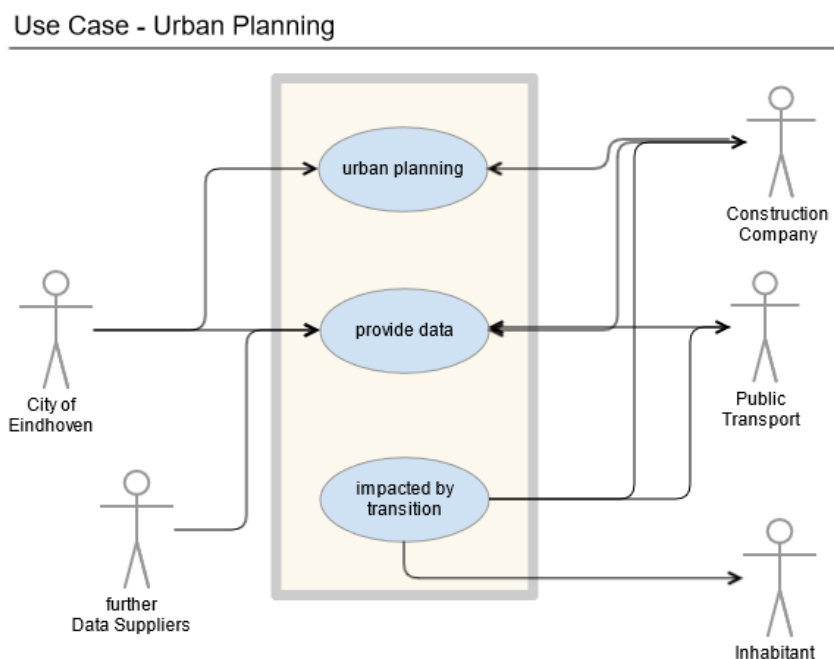 Use Case - Urban Planning
urban planning
Construction
Company
provide data
City of
Eindhoven
Public
Transport
impacted by
transition
further
Data Suppliers
Inhabitant